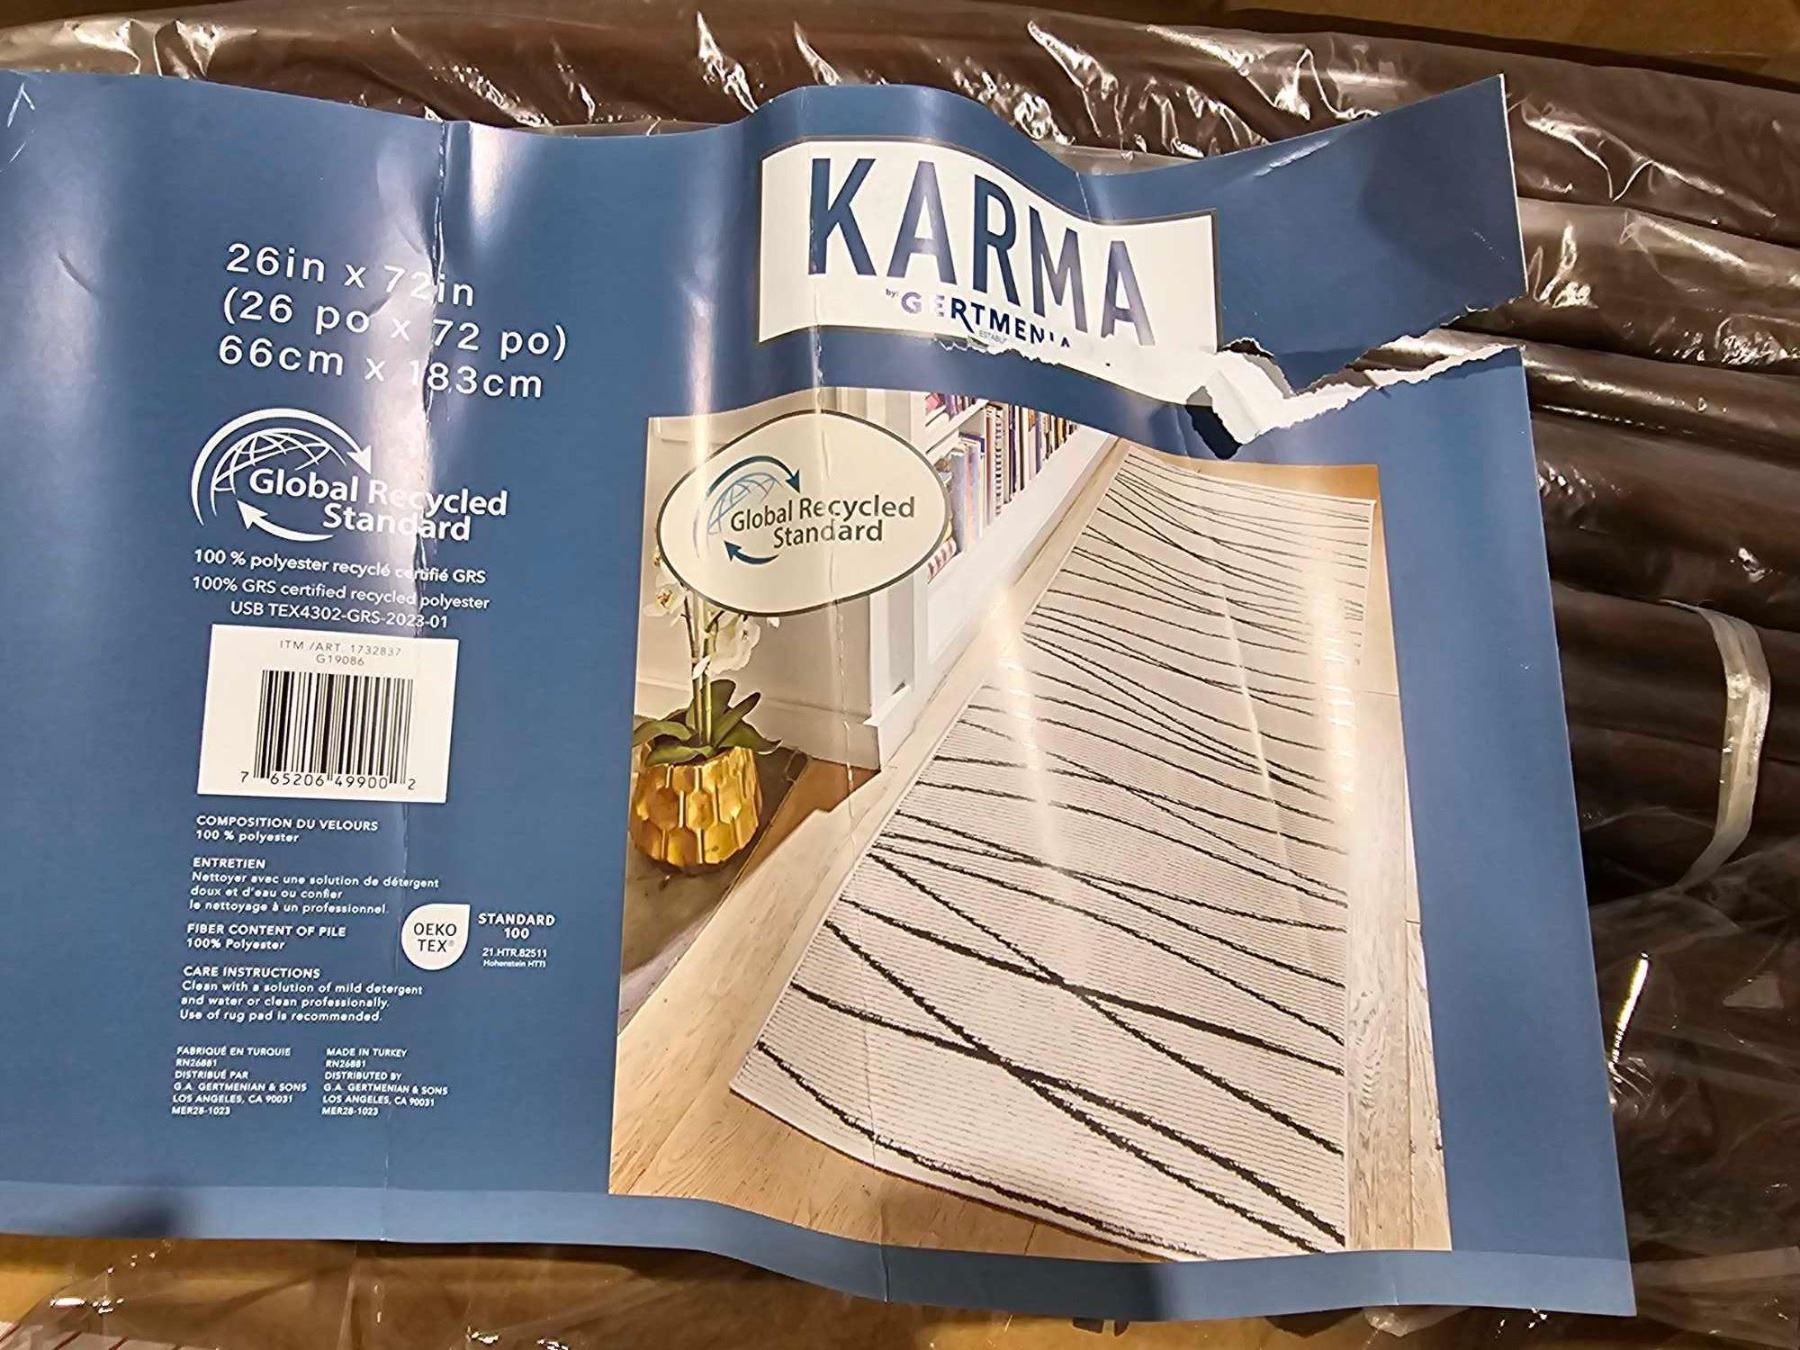 26in x 72in
(26 po x 72 po)
66cm x 183cm
Global Recycled
Standard
100 % polyester recyclé certifié GRS
100% GRS certified recycled polyester
USB TEX4302-GRS-2023-01
ITM /ART. 1732837
G19086
7 65206 49900 2
COMPOSITION DU VELOURS
100 % polyester
ENTRETIEN
Nettoyer avec une solution de détergent
doux et d'eau ou confier
le nettoyage à un professionnel.
FIBER CONTENT OF PILE
100% Polyester
CARE INSTRUCTIONS
Clean with a solution of mild detergent
and water or clean professionally.
Use of rug pad is recommended.
OEKO
TEX®
STANDARD
100
21.HTR.82511
Hohenstein HTTI
FABRIQUÉ EN TURQUIE
RN26881
DISTRIBUÉ PAR
G.A. GERTMENIAN & SONS
LOS ANGELES, CA 90031
MER28-1023
MADE IN TURKEY
RN26881
DISTRIBUTED BY
G.A. GERTMENIAN & SONS
LOS ANGELES, CA 90031
MER28-1023
KARMA
by: GERTMENIA
Global Recycled
Standard